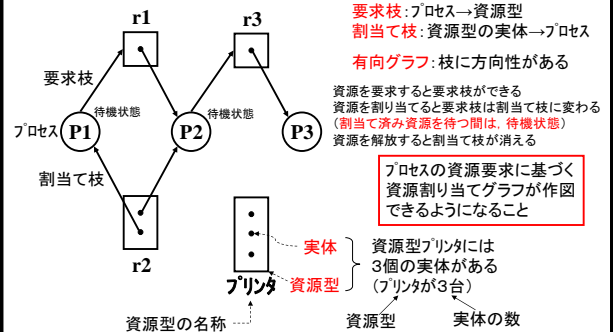 r1
r3
要求枝:プロセス→資源型
割当て枝:資源型の実体→プロセス
有向グラフ:枝に方向性がある
要求枝
資源を要求すると要求枝ができる
資源を割り当てると要求枝は割当て枝に変わる
(割当て済み資源を待つ間は,待機状態)
資源を解放すると割当て枝が消える
待機状態
待機状態
プロセス
P1
P2
P3
割当て枝
プロセスの資源要求に基づく
資源割り当てグラフが作図
できるようになること
r2
実体
資源型
プリンタ
資源型プリンタには
3個の実体がある
(プリンタが3台)
資源型の名称
資源型
実体の数